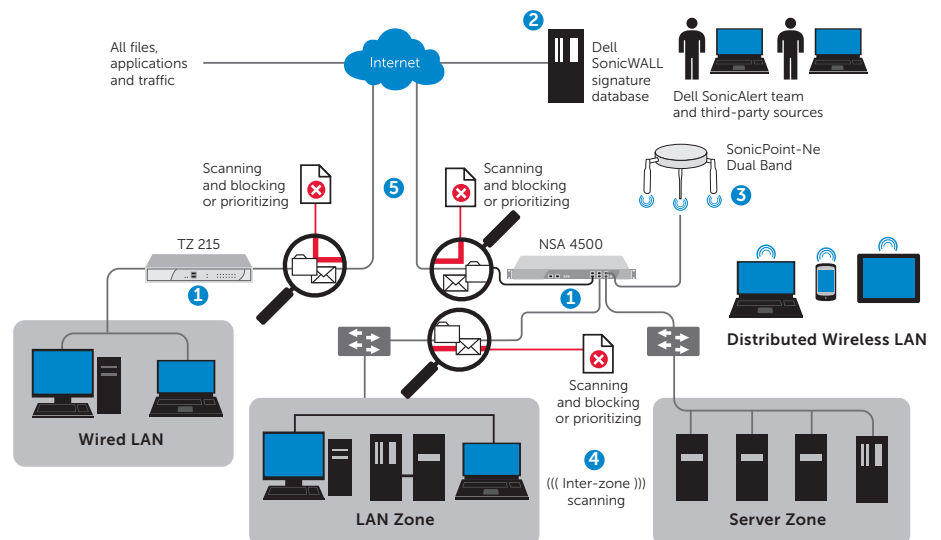 All files,
applications
and traffic
Internet
2
Dell
SonicWALL
signature
database
Dell SonicAlert team
and third-party sources
SonicPoint-Ne
Dual Band
3
Scanning
and blocking
or prioritizing
5
Scanning
and blocking
or prioritizing
TZ 215
1
NSA 4500
1
Distributed Wireless LAN
Scanning
and blocking
or prioritizing
Wired LAN
4
((( Inter-zone )))
scanning
LAN Zone
Server Zone